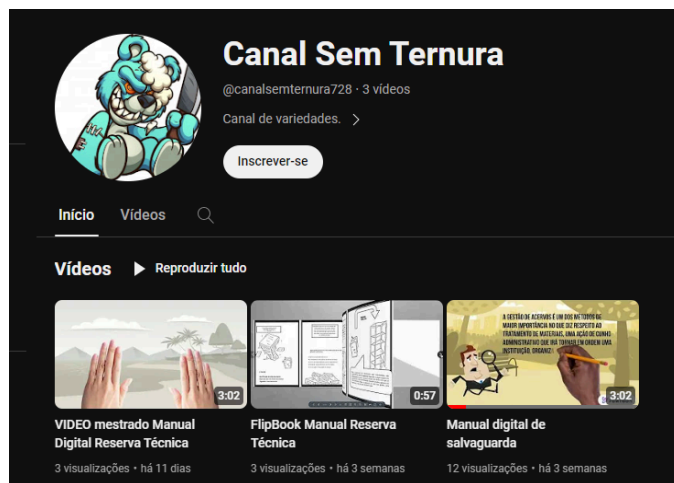 Canal Sem Ternura
@canalsemternura728 · 3 vídeos
Canal de variedades.
Inscrever-se
Início Vídeos
Vídeos Reproduzir tudo
A GESTÃO DE ACERVOS É UM DOS MÉTODOS DE
MAIOR IMPORTÂNCIA NO QUE DIZ RESPEITO AO
TRATAMENTO DE MATERIAIS, UMA AÇÃO DE CUNHO
ADMINISTRATIVO QUE IRÁ TORNAR EM ORDEM UMA
INSTITUIÇÃO, ORGANIZ
3:02
0:57
3:02
VIDEO mestrado Manual
Digital Reserva Técnica
3 visualizações • há 11 dias
FlipBook Manual Reserva
Técnica
3 visualizações • há 3 semanas
Manual digital de
salvaguarda
12 visualizações • há 3 semanas